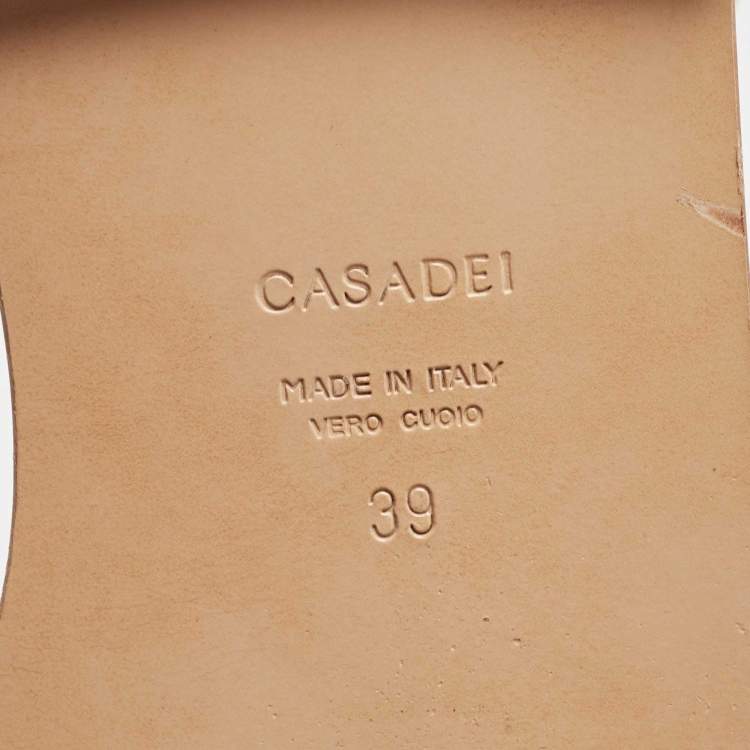 CASADEI
MADE IN ITALY
VERO CUOIO
39